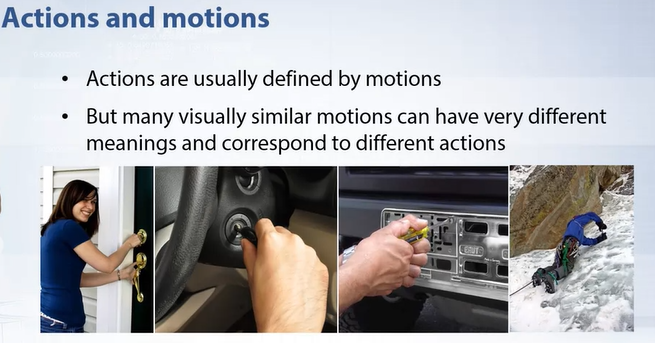 Actions and motions
• Actions are usually defined by motions
• But many visually similar motions can have very different
meanings and correspond to different actions